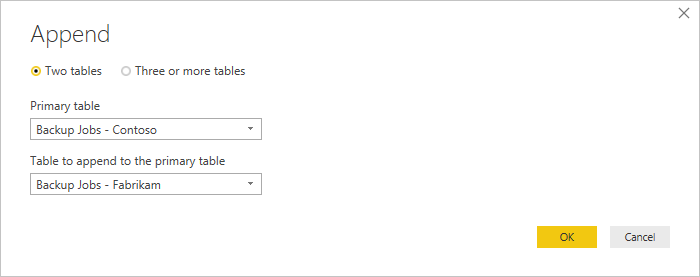 Append
Two tables
Three or more tables
Primary table
Backup Jobs - Contoso
Table to append to the primary table
Backup Jobs - Fabrikam
OK
Cancel